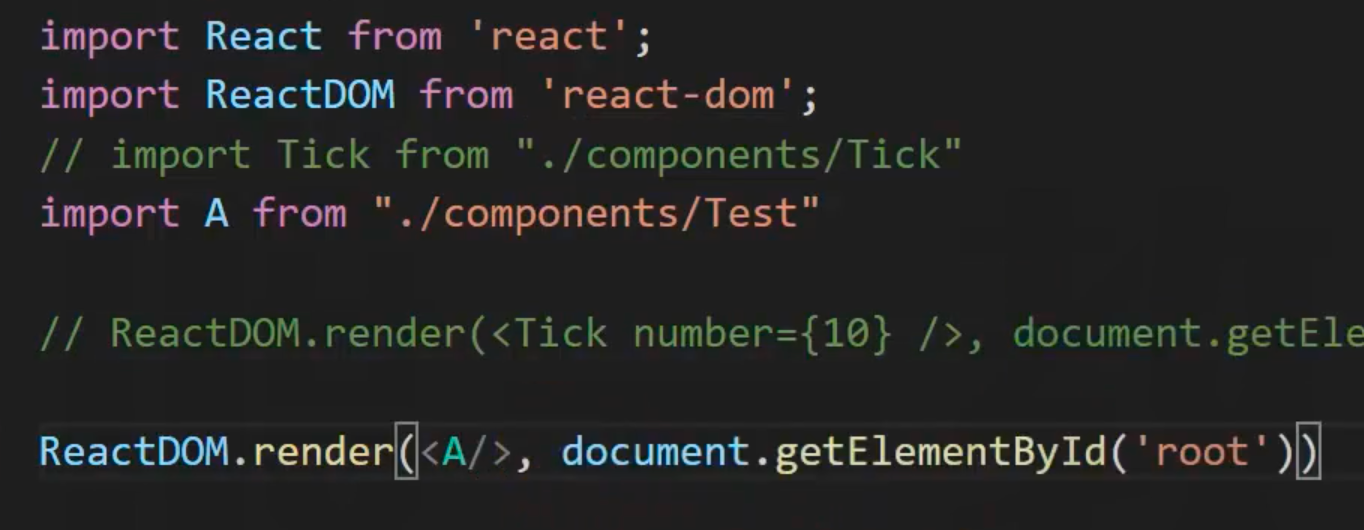 import React from 'react';
import ReactDOM from 'react-dom';
// import Tick from "./components/Tick"
import A from "./components/Test"
// ReactDOM.render(<Tick number={10} />, document.getEle
ReactDOM.render(<A/>, document.getElementById('root'))